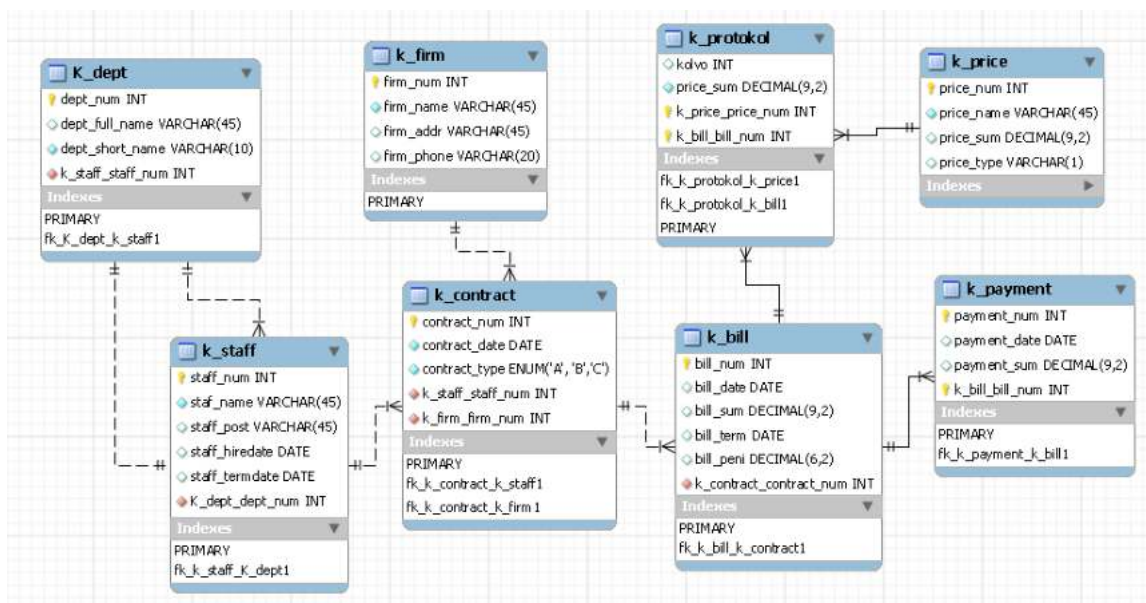 K_dept
dept_num INT
dept_full_name VARCHAR(45)
dept_short_name VARCHAR(10)
k_staff_staff_num INT
Indexes
PRIMARY
fk_K_dept_k_staff1
k_firm
firm_num INT
firm_name VARCHAR(45)
firm_addr VARCHAR(45)
firm_phone VARCHAR(20)
Indexes
PRIMARY
k_protokol
kolvo INT
price_sum DECIMAL(9,2)
k_price_price_num INT
k_bill_bill_num INT
Indexes
fk_k_protokol_k_price1
fk_k_protokol_k_bill1
PRIMARY
k_price
price_num INT
price_name VARCHAR(45)
price_sum DECIMAL(9,2)
price_type VARCHAR(1)
Indexes
k_staff
staff_num INT
staf_name VARCHAR(45)
staff_post VARCHAR(45)
staff_hiredate DATE
staff_termdate DATE
K_dept_dept_num INT
Indexes
PRIMARY
fk_k_staff_K_dept1
k_contract
contract_num INT
contract_date DATE
contract_type ENUM('A', 'B','C')
k_staff_staff_num INT
k_firm_firm_num INT
Indexes
PRIMARY
fk_k_contract_k_staff1
fk_k_contract_k_firm1
k_bill
bill_num INT
bill_date DATE
bill_sum DECIMAL(9,2)
bill_term DATE
bill_peni DECIMAL(6,2)
k_contract_contract_num INT
Indexes
PRIMARY
fk_k_bill_k_contract1
k_payment
payment_num INT
payment_date DATE
payment_sum DECIMAL(9,2)
k_bill_bill_num INT
Indexes
PRIMARY
fk_k_payment_k_bill1